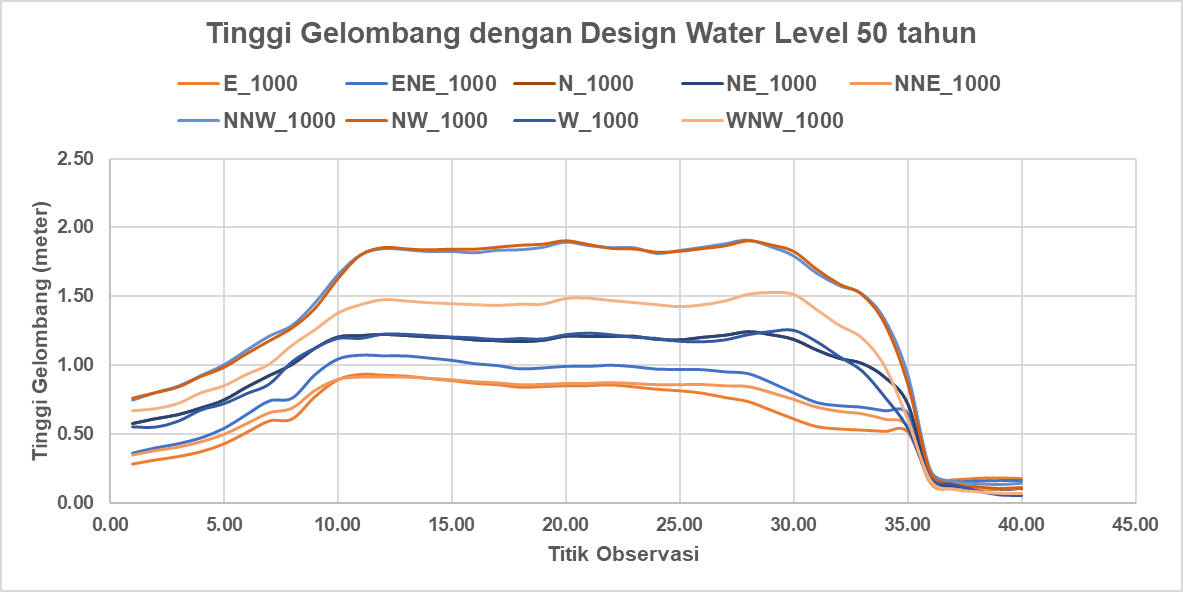 Tinggi Gelombang dengan Design Water Level 50 tahun
E_1000 ENE_1000 N_1000 NE_1000 NNE_1000
NNW_1000 NW_1000 W_1000 WNW_1000
2.50
2.00
1.50
1.00
0.50
0.00
Tinggi Gelombang (meter)
0.00 5.00 10.00 15.00 20.00 25.00 30.00 35.00 40.00 45.00
Titik Observasi